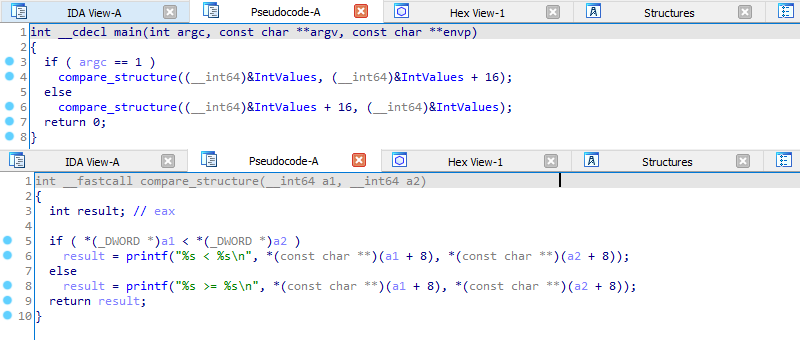 IDA View-A Pseudocode-A Hex View-1 Structures
1 int __cdecl main(int argc, const char **argv, const char **envp)
2 {
3   if ( argc == 1 )
4     compare_structure((__int64)&IntValues, (__int64)&IntValues + 16);
5   else
6     compare_structure((__int64)&IntValues + 16, (__int64)&IntValues);
7   return 0;
8 }
IDA View-A Pseudocode-A Hex View-1 Structures
1 int __fastcall compare_structure(__int64 a1, __int64 a2)
2 {
3   int result; // eax
4
5   if ( *(_DWORD *)a1 < *(_DWORD *)a2 )
6     result = printf("%s < %s\n", *(const char **)(a1 + 8), *(const char **)(a2 + 8));
7   else
8     result = printf("%s >= %s\n", *(const char **)(a1 + 8), *(const char **)(a2 + 8));
9   return result;
10 }